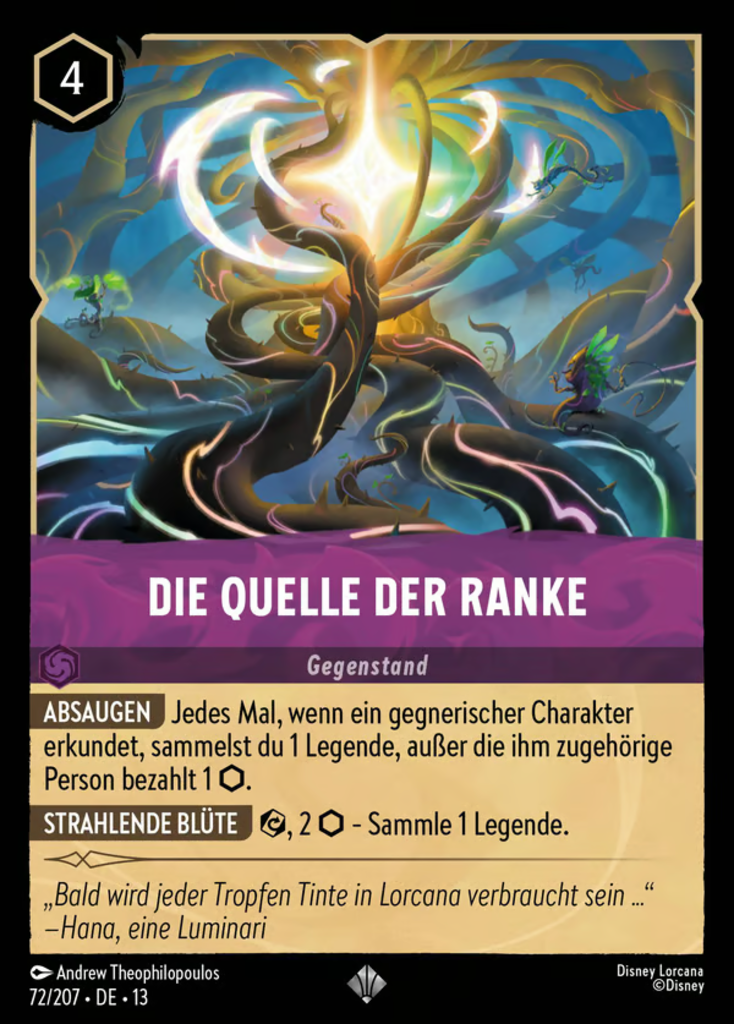 4
DIE QUELLE DER RANKE
Gegenstand
ABSAUGEN Jedes Mal, wenn ein gegnerischer Charakter
erkundet, sammelst du 1 Legende, außer die ihm zugehörige
Person bezahlt 1 ⬡.
STRAHLENDE BLÜTE ⟳, 2 ⬡ - Sammle 1 Legende.
„Bald wird jeder Tropfen Tinte in Lorcana verbraucht sein ...“
—Hana, eine Luminari
Andrew Theophilopoulos
Disney Lorcana
72/207 • DE • 13
©Disney